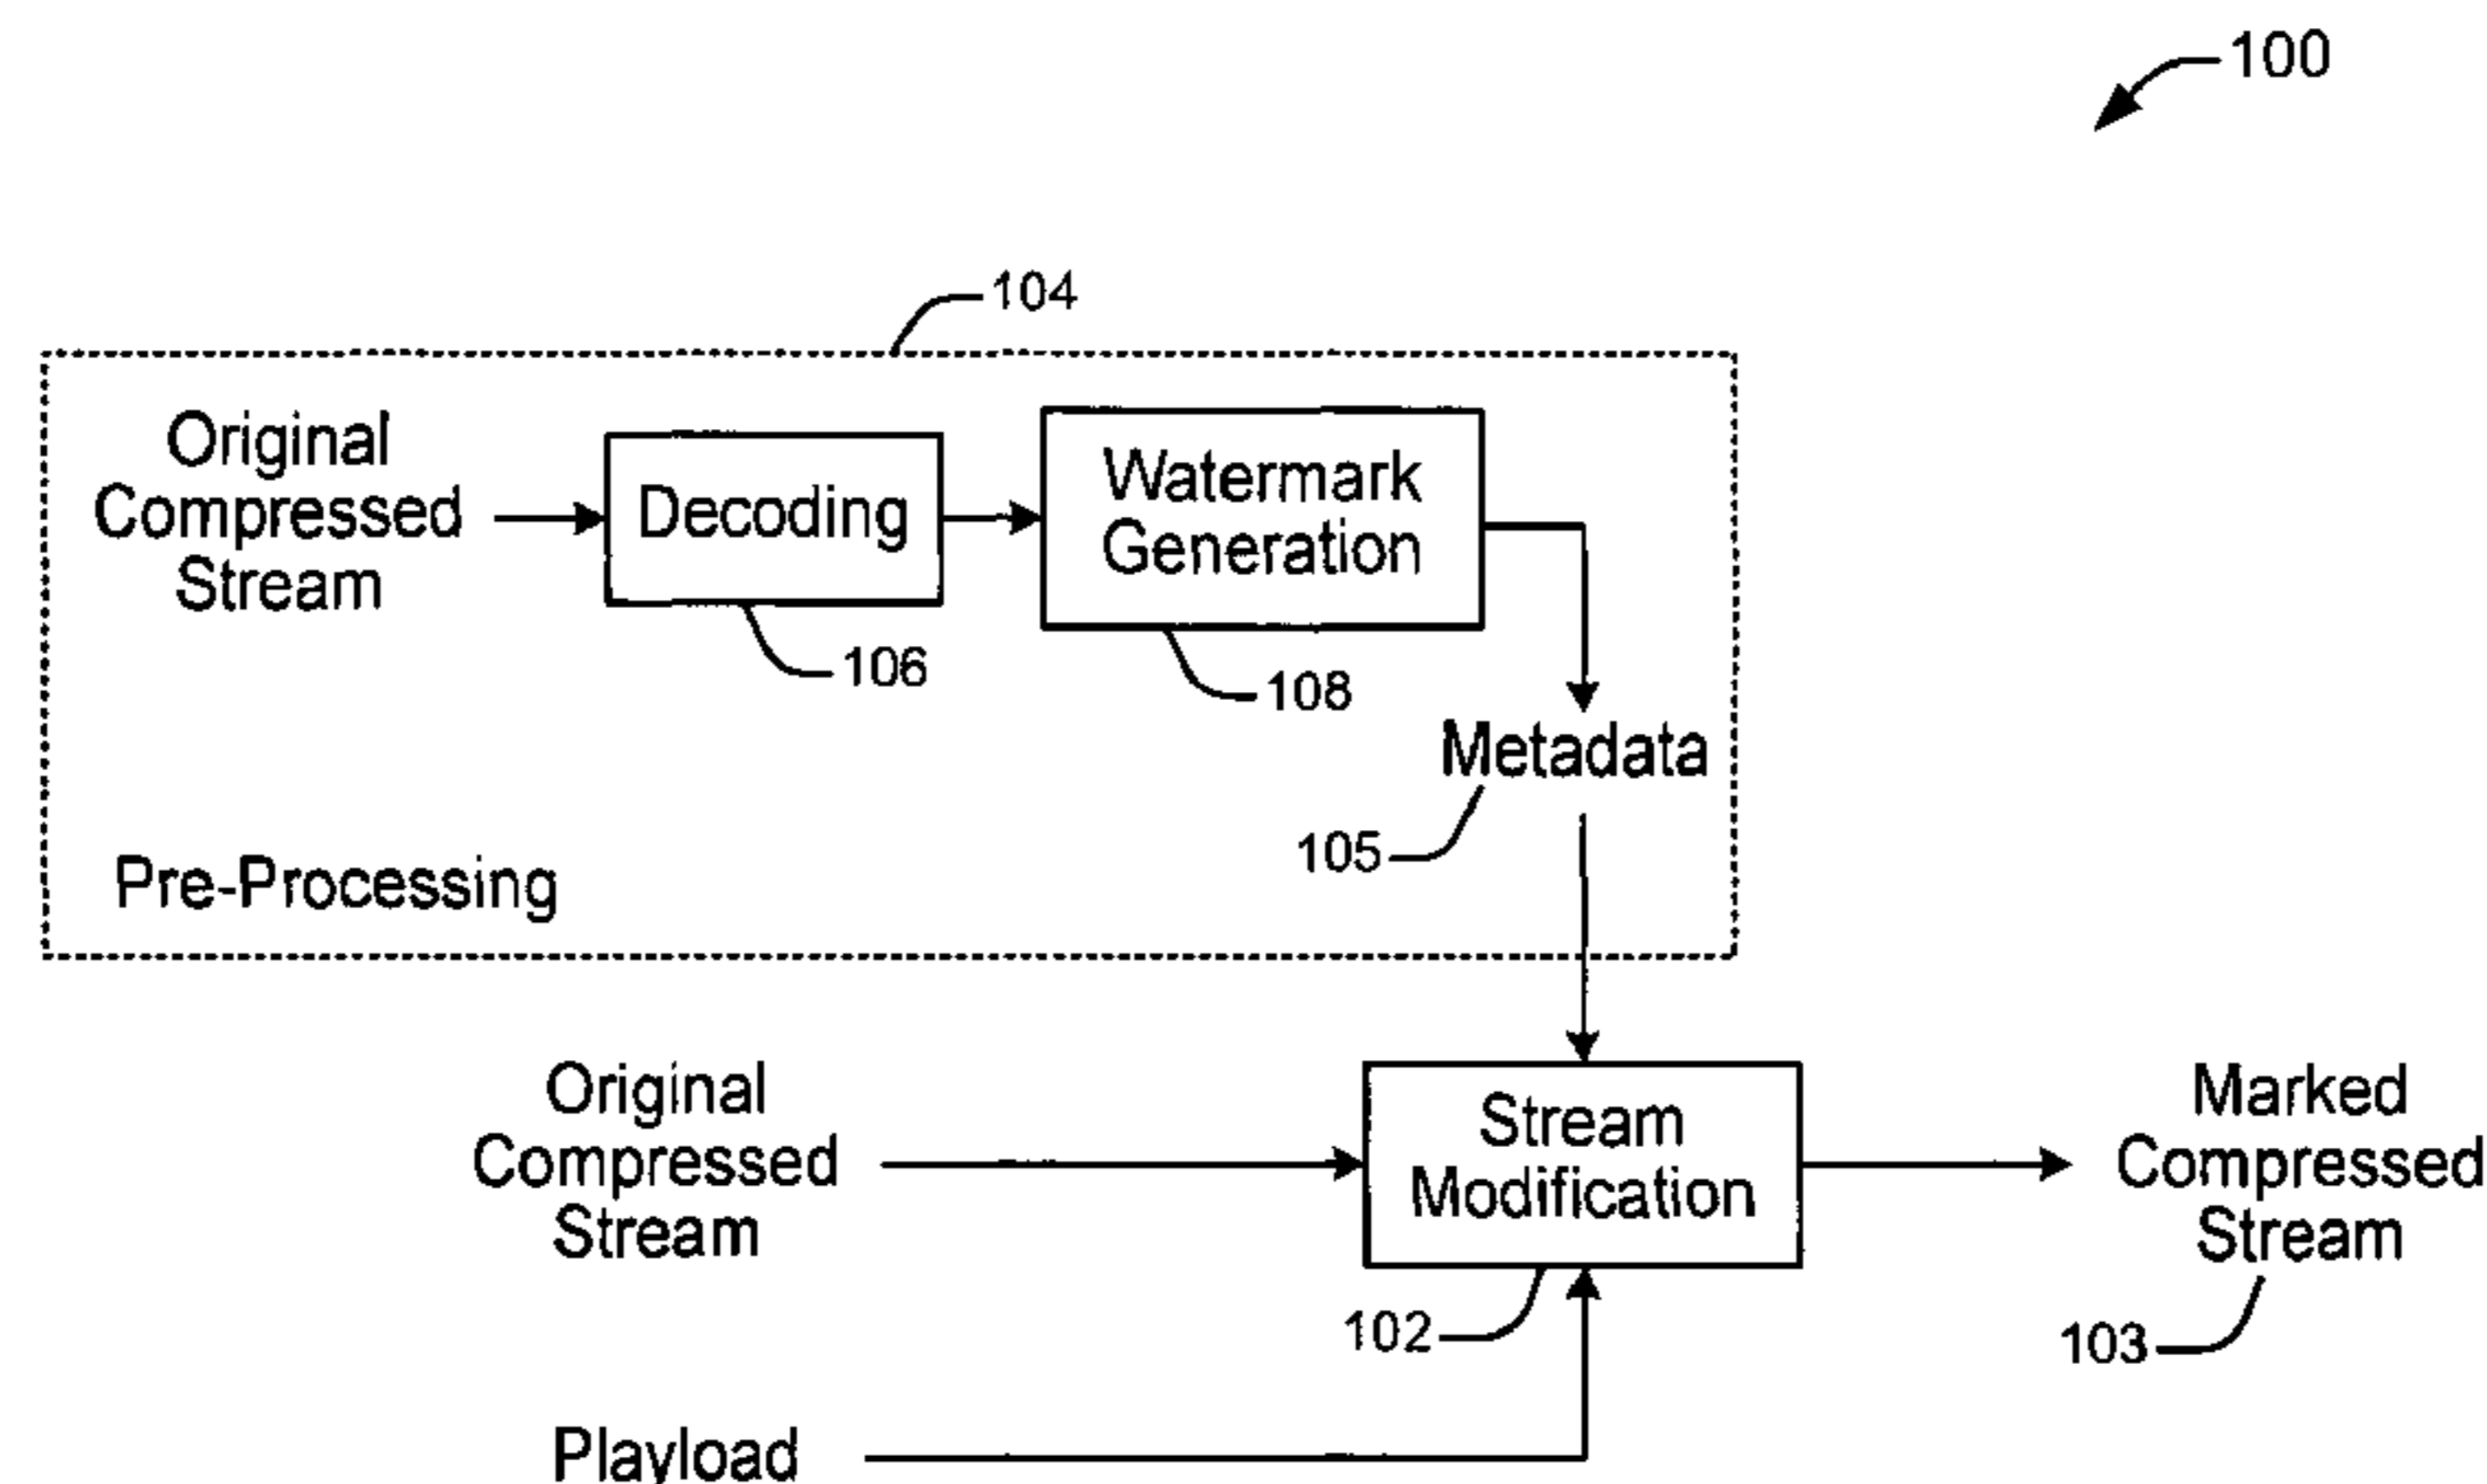 100
104
Original
Compressed
Stream
Decoding
106
Watermark
Generation
108
Metadata
105
Pre-Processing
Original
Compressed
Stream
Stream
Modification
102
Marked
Compressed
Stream
103
Playload